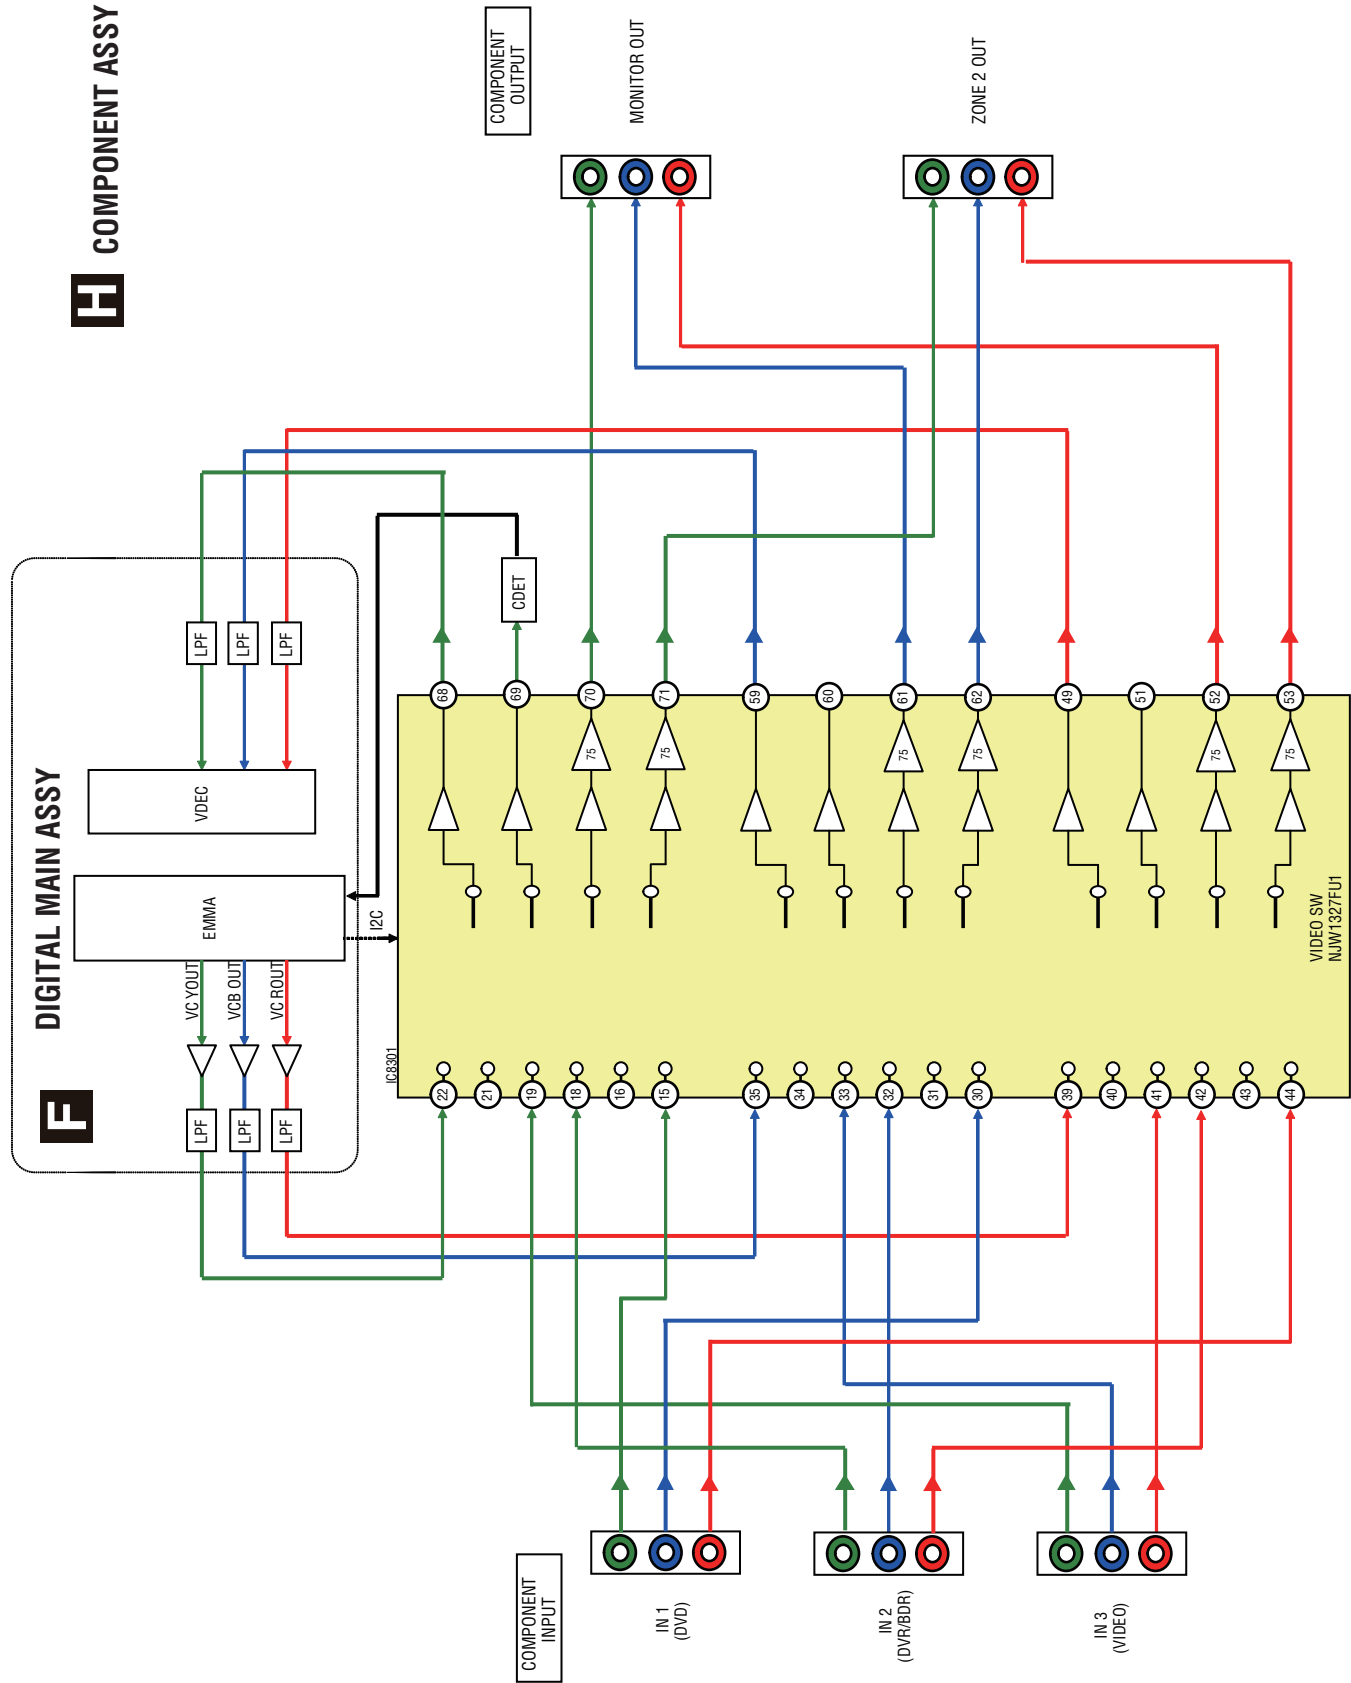 F DIGITAL MAIN ASSY
H COMPONENT ASSY
LPF
LPF
LPF
VC YOUT
VCB OUT
VC ROUT
EMMA
VDEC
LPF
LPF
LPF
I2C
CDET
IC8301
COMPONENT
INPUT
IN 1
(DVD)
IN 2
(DVR/BDR)
IN 3
(VIDEO)
22
21
19
18
16
15
35
34
33
32
31
30
39
40
41
42
43
44
75
75
75
75
75
75
68
69
70
71
59
60
61
62
49
51
52
53
VIDEO SW
NJW1327FU1
COMPONENT
OUTPUT
MONITOR OUT
ZONE 2 OUT